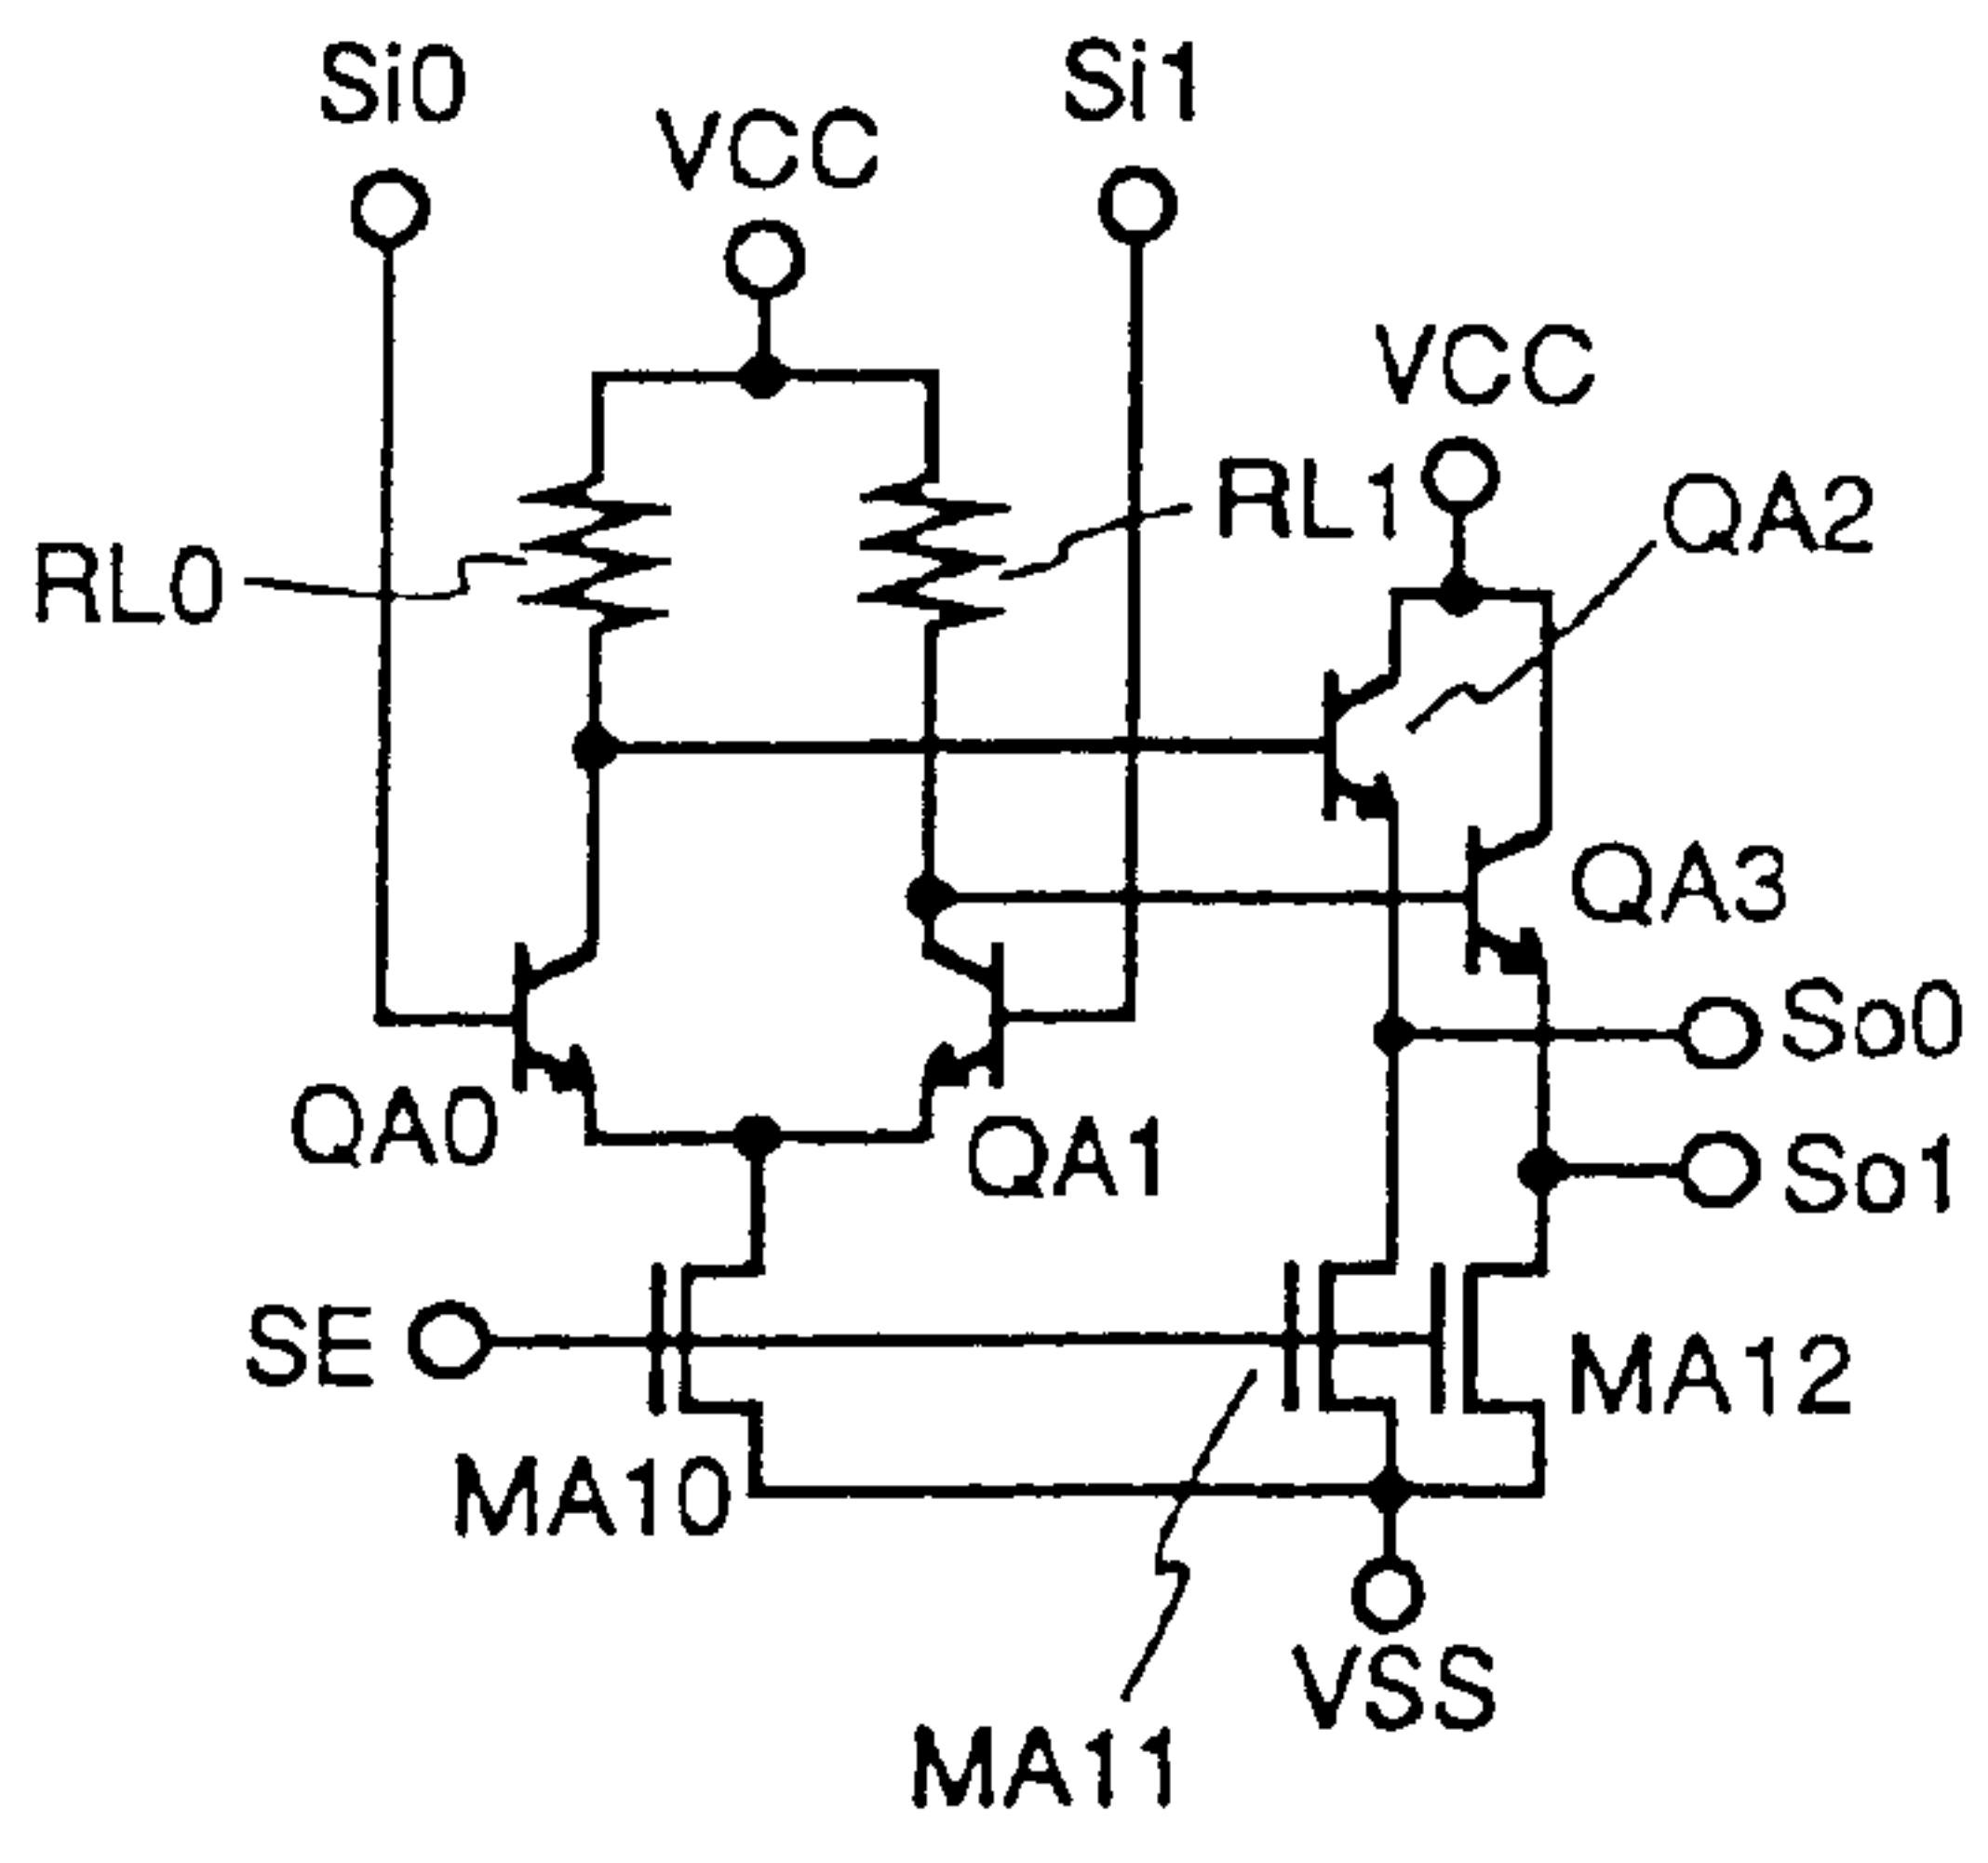 Si0
Si1
VCC
VCC
RL1
QA2
RL0
QA3
So0
QA0
QA1
So1
SE
MA12
MA10
VSS
MA11